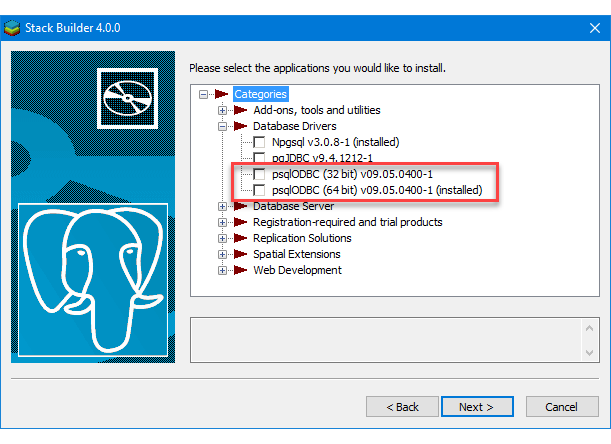 Stack Builder 4.0.0
Please select the applications you would like to install.
Categories
Add-ons, tools and utilities
Database Drivers
Npgsql v3.0.8-1 (installed)
pgJDBC v9.4.1212-1
psqlODBC (32 bit) v09.05.0400-1
psqlODBC (64 bit) v09.05.0400-1 (installed)
Database Server
Registration-required and trial products
Replication Solutions
Spatial Extensions
Web Development
< Back
Next >
Cancel